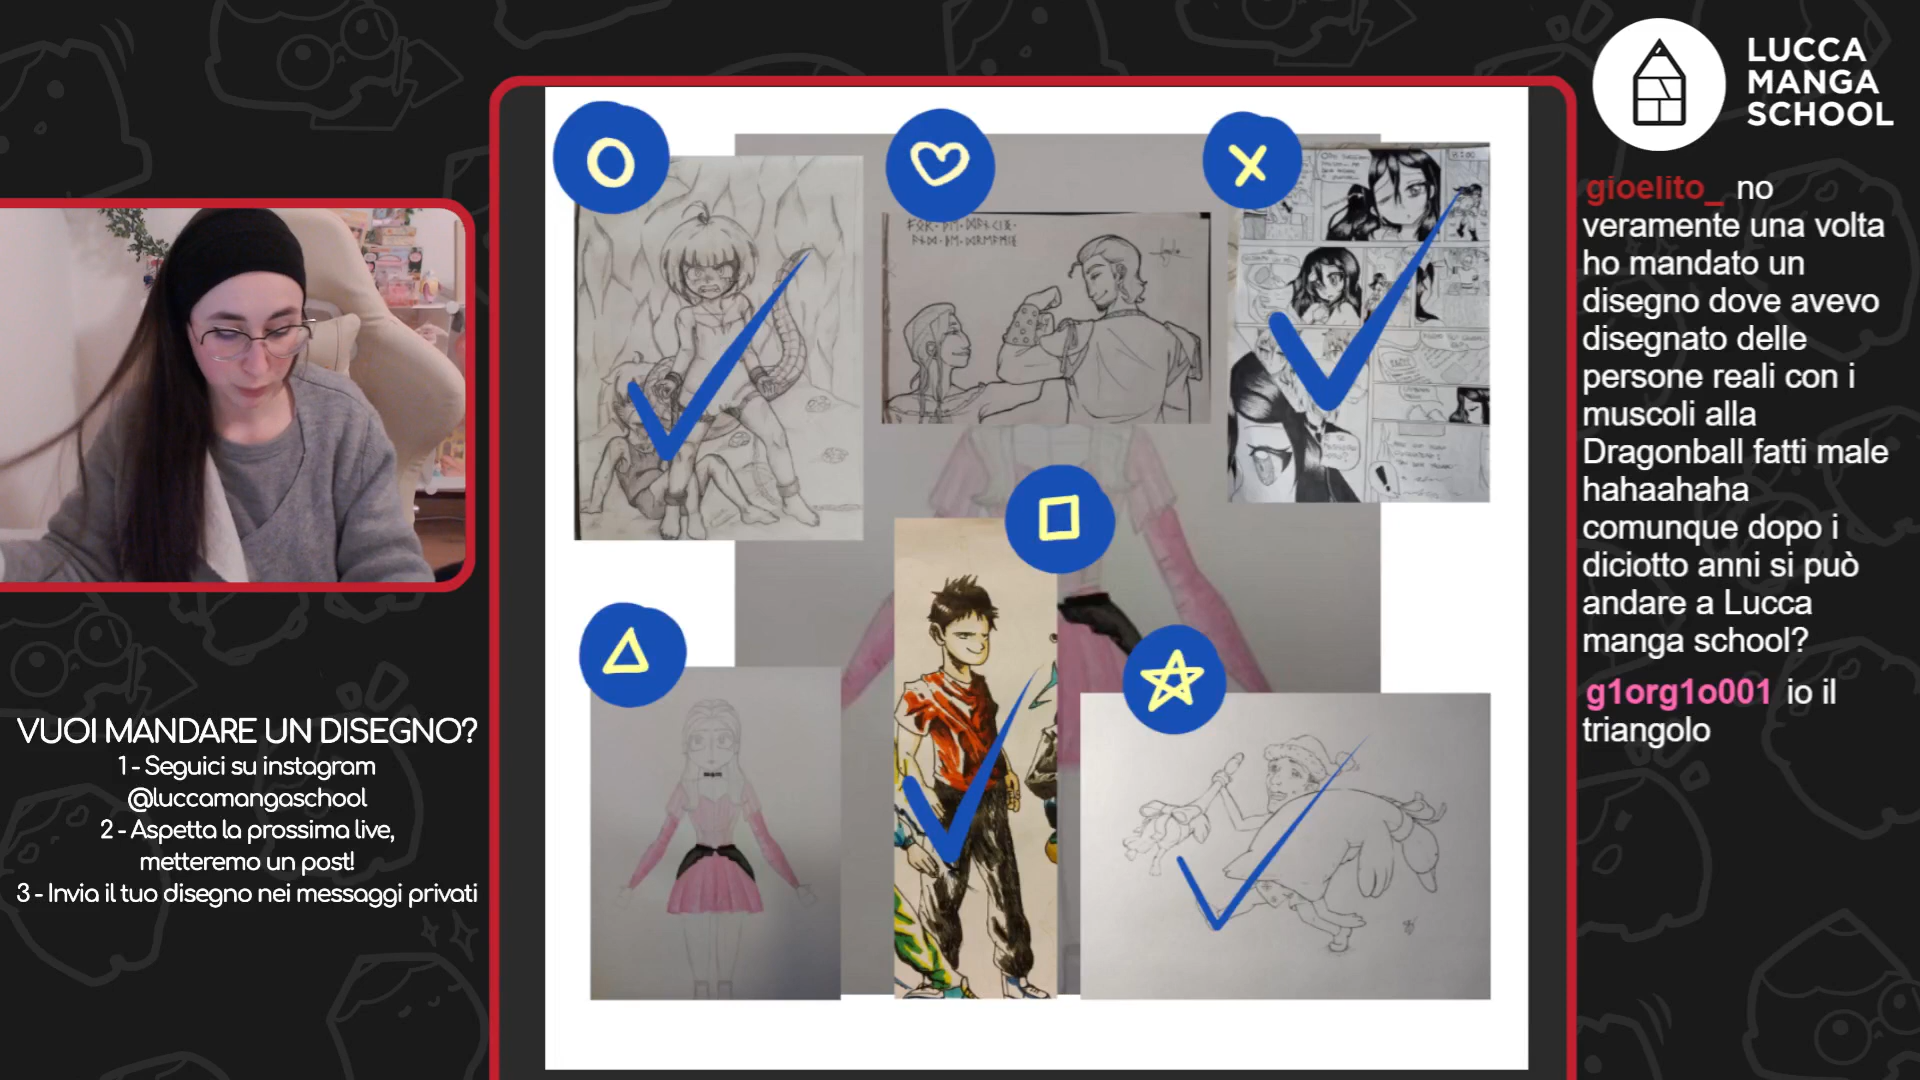 LUCCA
MANGA
SCHOOL
gioelito_ no
veramente una volta
ho mandato un
disegno dove avevo
disegnato delle
persone reali con i
muscoli alla
Dragonball fatti male
hahaahaha
comunque dopo i
diciotto anni si può
andare a Lucca
manga school?
g1org1o001 io il
triangolo
VUOI MANDARE UN DISEGNO?
1 - Seguici su instagram
@luccamangaschool
2 - Aspetta la prossima live,
metteremo un post!
3 - Invia il tuo disegno nei messaggi privati